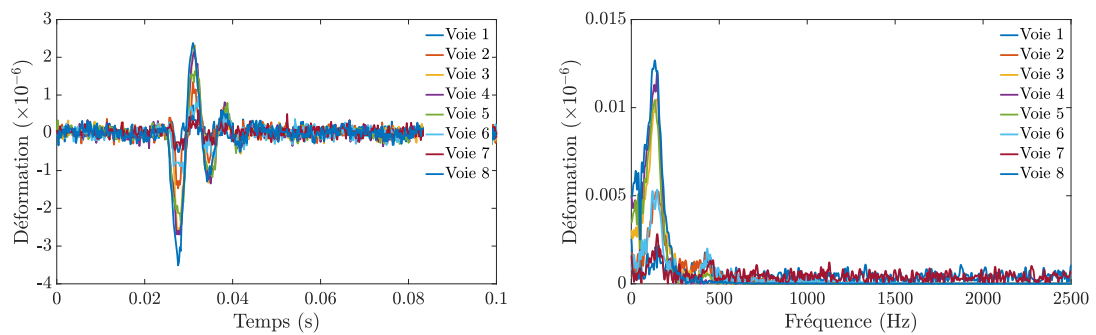 3
2
1
0
-1
-2
-3
-4
Déformation (×10⁻⁶)
0
0.02
0.04
0.06
0.08
0.1
Temps (s)
Voie 1
Voie 2
Voie 3
Voie 4
Voie 5
Voie 6
Voie 7
Voie 8
0.015
0.01
0.005
0
Déformation (×10⁻⁶)
0
500
1000
1500
2000
2500
Fréquence (Hz)
Voie 1
Voie 2
Voie 3
Voie 4
Voie 5
Voie 6
Voie 7
Voie 8